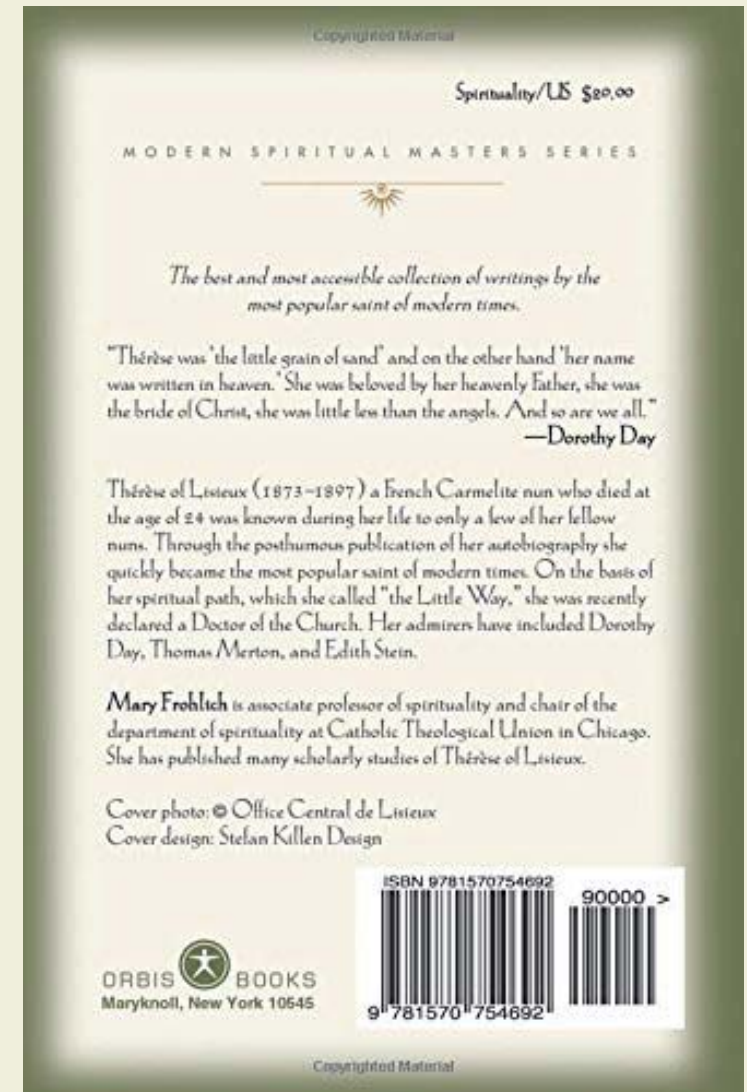 Copyrighted Material
Spirituality/US $20.00
MODERN SPIRITUAL MASTERS SERIES
The best and most accessible collection of writings by the
most popular saint of modern times.
"Thérèse was 'the little grain of sand' and on the other hand 'her name
was written in heaven.' She was beloved by her heavenly Father, she was
the bride of Christ, she was little less than the angels. And so are we all."
—Dorothy Day
Thérèse of Lisieux (1873–1897) a French Carmelite nun who died at
the age of 24 was known during her life to only a few of her fellow
nuns. Through the posthumous publication of her autobiography she
quickly became the most popular saint of modern times. On the basis of
her spiritual path, which she called "the Little Way," she was recently
declared a Doctor of the Church. Her admirers have included Dorothy
Day, Thomas Merton, and Edith Stein.
Mary Frohlich is associate professor of spirituality and chair of the
department of spirituality at Catholic Theological Union in Chicago.
She has published many scholarly studies of Thérèse of Lisieux.
Cover photo: © Office Central de Lisieux
Cover design: Stefan Killen Design
ISBN 9781570754692
90000 >
9 781570 754692
ORBIS BOOKS
Maryknoll, New York 10545
Copyrighted Material